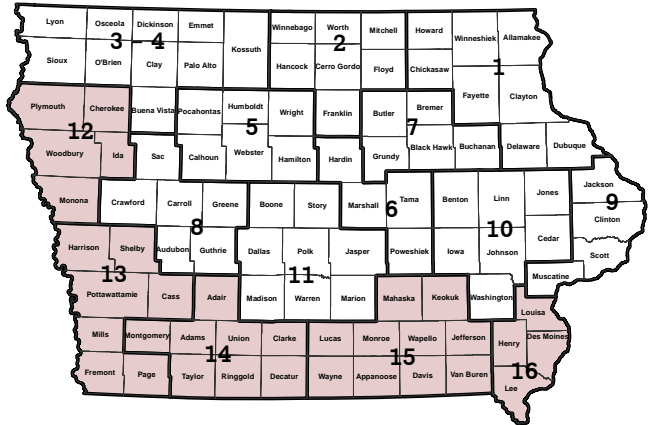 Lyon Osceola Dickinson Emmet Winnebago Worth Mitchell Howard Winneshiek Allamakee
3 - 4 Kossuth 2 1
Sioux O'Brien Clay Palo Alto Hancock Cerro Gordo Floyd Chickasaw
Fayette Clayton
Plymouth Cherokee Buena Vista Pocahontas Humboldt Wright Franklin Butler Bremer
12 5 7
Woodbury Ida Sac Calhoun Webster Hamilton Hardin Grundy Black Hawk Buchanan Delaware Dubuque
Jackson
Monona Crawford Carroll Greene Boone Story Marshall Tama Benton Linn Jones
8 6 10 9
Clinton
Harrison Shelby Audubon Guthrie Dallas Polk Jasper Poweshiek Iowa Johnson Cedar Scott
13 11
Pottawattamie Cass Adair Madison Warren Marion Mahaska Keokuk Washington Muscatine
Louisa
Mills Montgomery Adams Union Clarke Lucas Monroe Wapello Jefferson Henry Des Moines
14 15 16
Fremont Page Taylor Ringgold Decatur Wayne Appanoose Davis Van Buren Lee